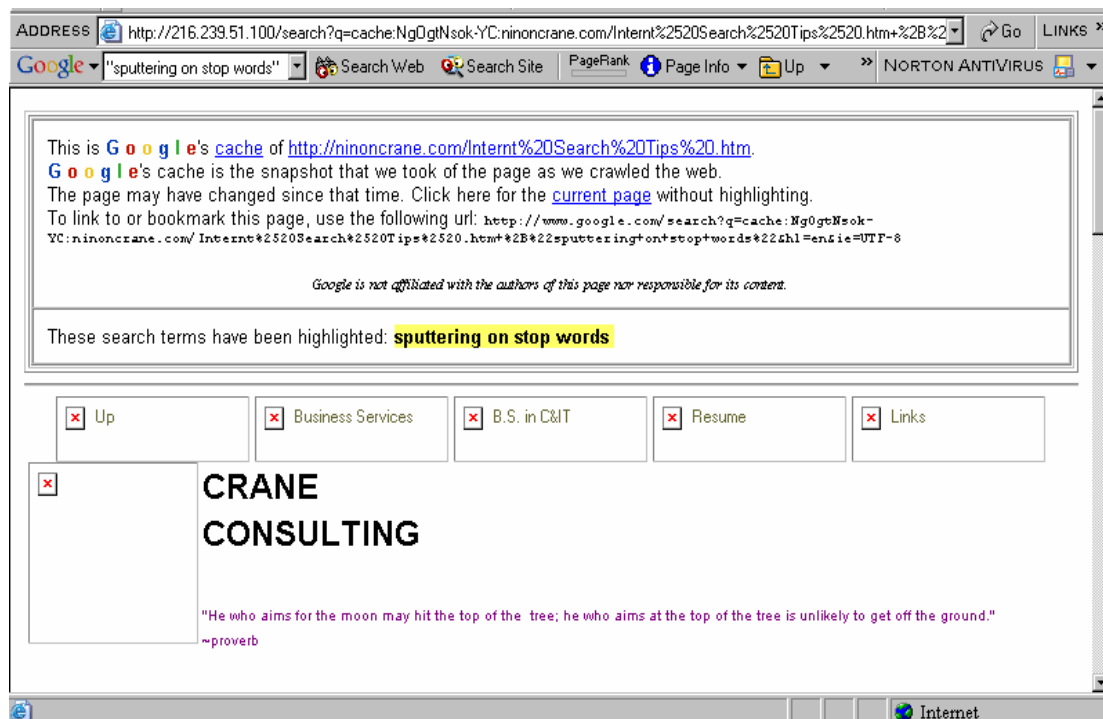 ADDRESS http://216.239.51.100/search?q=cache:NgOgtNsok-YC:ninoncrane.com/Internt%2520Search%2520Tips%2520.htm+%2B%2 Go LINKS »
Google "sputtering on stop words" Search Web Search Site PageRank Page Info Up » NORTON ANTIVIRUS
This is Google's cache of http://ninoncrane.com/Internt%20Search%20Tips%20.htm.
Google's cache is the snapshot that we took of the page as we crawled the web.
The page may have changed since that time. Click here for the current page without highlighting.
To link to or bookmark this page, use the following url: http://www.google.com/search?q=cache:NgOgtNsok-
YC:ninoncrane.com/Internt%2520Search%2520Tips%2520.htm+%2B%22sputtering+on+stop+words%22&hl=en&ie=UTF-8
Google is not affiliated with the authors of this page nor responsible for its content.
These search terms have been highlighted: sputtering on stop words
Up Business Services B.S. in C&IT Resume Links
CRANE
CONSULTING
"He who aims for the moon may hit the top of the tree; he who aims at the top of the tree is unlikely to get off the ground."
~proverb
Internet